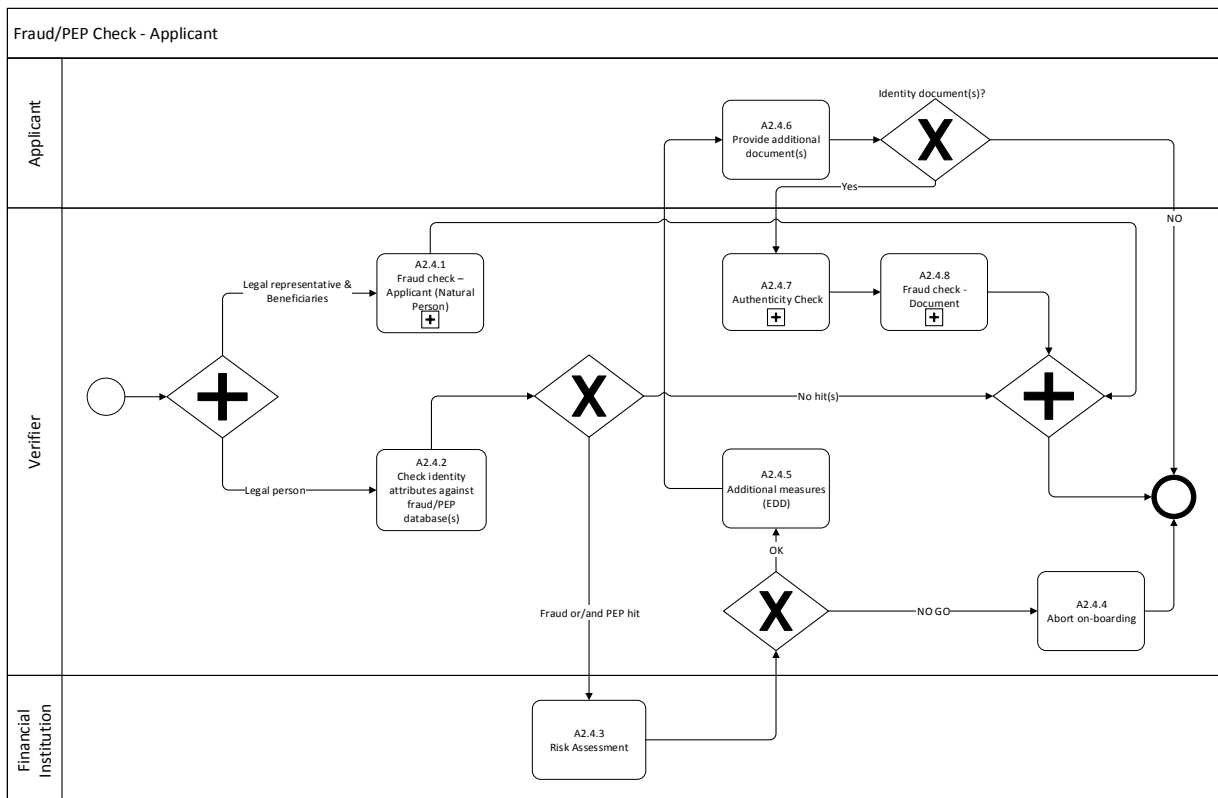 Fraud/PEP Check - Applicant
Applicant
Identity document(s)?
A2.4.6
Provide additional
document(s)
Yes
NO
Verifier
A2.4.1
Fraud check –
Applicant (Natural
Person)
Legal representative &
Beneficiaries
A2.4.7
Authenticity Check
A2.4.8
Fraud check -
Document
No hit(s)
Legal person
A2.4.2
Check identity
attributes against
fraud/PEP
database(s)
A2.4.5
Additional measures
(EDD)
OK
Fraud or/and PEP hit
NO GO
A2.4.4
Abort on-boarding
Financial
Institution
A2.4.3
Risk Assessment